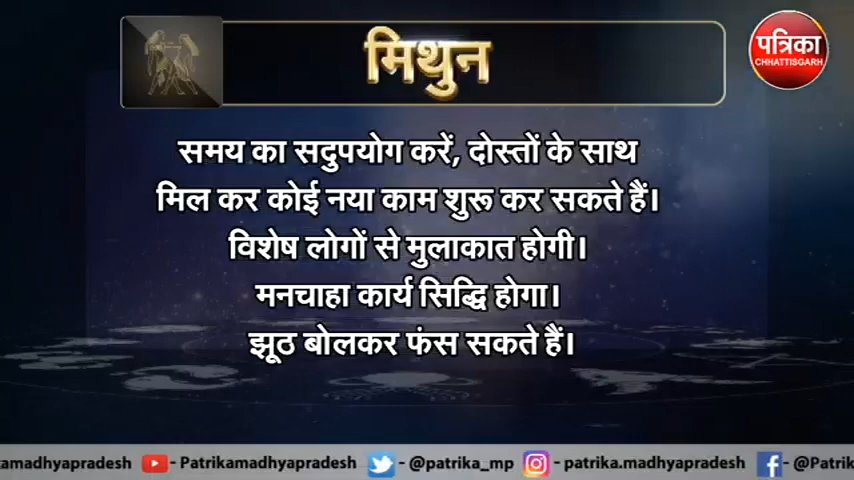 मिथुन
पत्रिका
CHHATTISGARH
समय का सदुपयोग करें, दोस्तों के साथ
मिल कर कोई नया काम शुरू कर सकते हैं।
विशेष लोगों से मुलाकात होगी।
मनचाहा कार्य सिद्धि होगा।
झूठ बोलकर फंस सकते हैं।
amadhyapradesh - Patrikamadhyapradesh - @patrika_mp - patrika.madhyapradesh - @Patrik